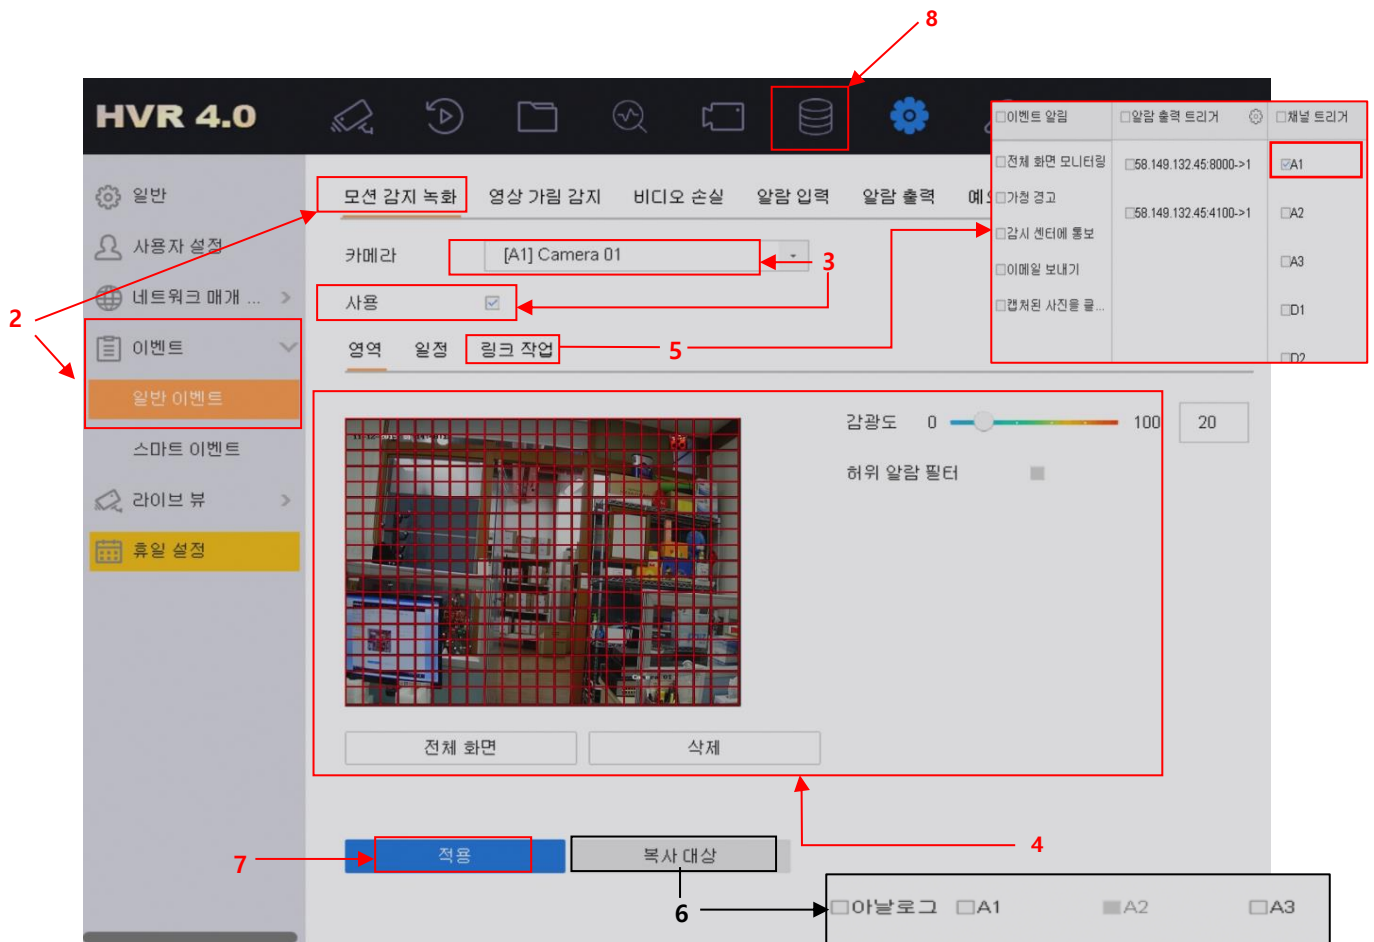 8
HVR 4.0
이벤트 알림
알람 출력 트리거
채널 트리거
전체 화면 모니터링
58.149.132.45:8000->1
A1
가청 경고
58.149.132.45:4100->1
A2
감시 센터에 통보
이메일 보내기
A3
캡처된 사진을 클...
D1
D2
일반
사용자 설정
네트워크 매개 ...
이벤트
일반 이벤트
스마트 이벤트
라이브 뷰
휴일 설정
2
모션 감지 녹화 영상 가림 감지 비디오 손실 알람 입력 알람 출력
카메라 [A1] Camera 01
3
사용
영역 일정 링크 작업
5
감광도 0 100 20
허위 알람 필터
Camera 01
전체 화면 삭제
4
7
적용 복사 대상
6
아날로그 A1 A2 A3